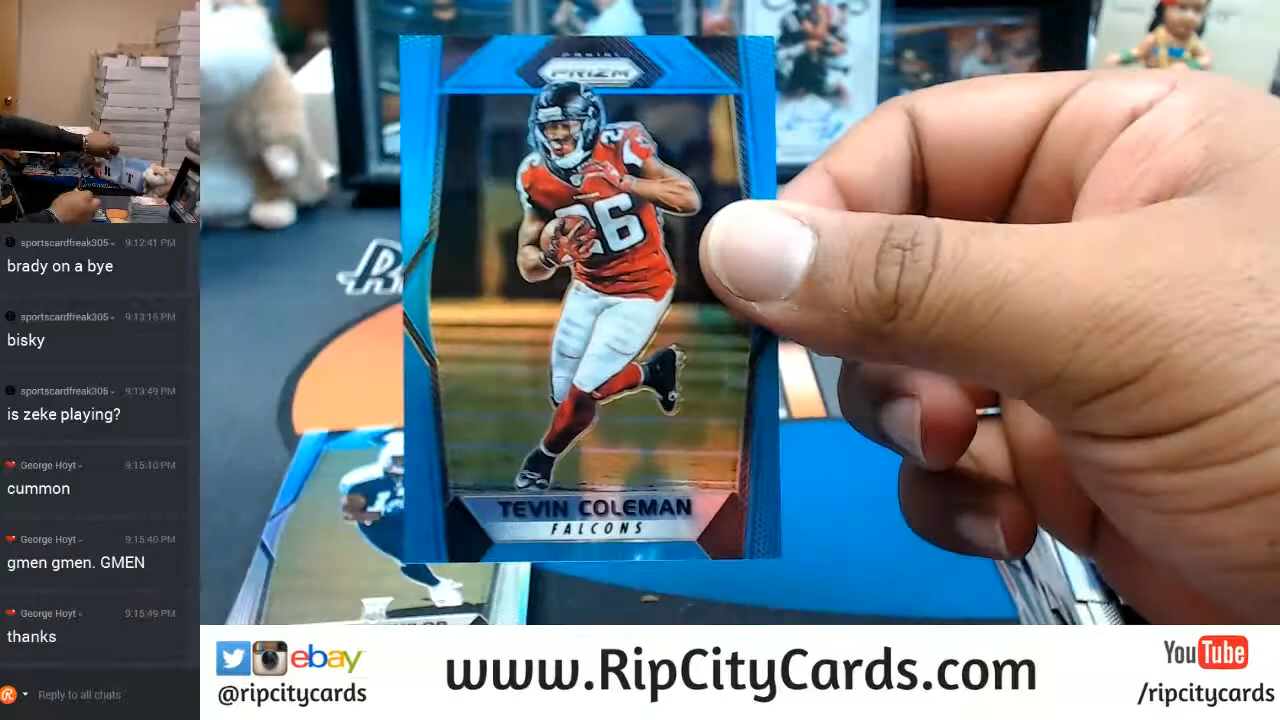 sportscardfreak305 9:12:41 PM
brady on a bye
sportscardfreak305 9:13:16 PM
bisky
sportscardfreak305 9:13:49 PM
is zeke playing?
George Hoyt 9:15:10 PM
cummon
George Hoyt 9:15:40 PM
gmen gmen. GMEN
George Hoyt 9:15:49 PM
thanks
Reply to all chats
PANINI
PRIZM
26
TEVIN COLEMAN
FALCONS
ebay
@ripcitycards
www.RipCityCards.com
YouTube
/ripcitycards